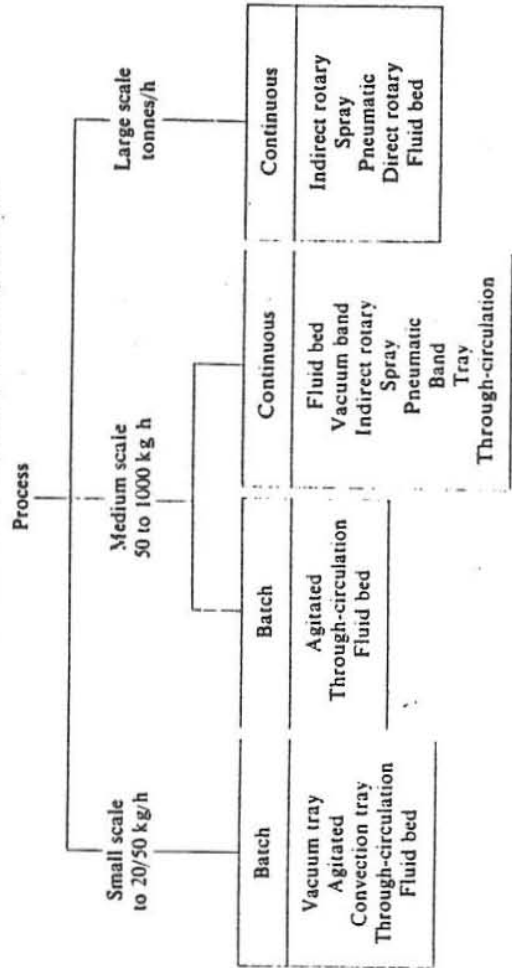 Process
Small scale
to 20/50 kg/h
Medium scale
50 to 1000 kg h
Large scale
tonnes/h
Batch
Vacuum tray
Agitated
Convection tray
Through-circulation
Fluid bed
Batch
Agitated
Through-circulation
Fluid bed
Continuous
Fluid bed
Vacuum band
Indirect rotary
Spray
Pneumatic
Band
Tray
Through-circulation
Continuous
Indirect rotary
Spray
Pneumatic
Direct rotary
Fluid bed